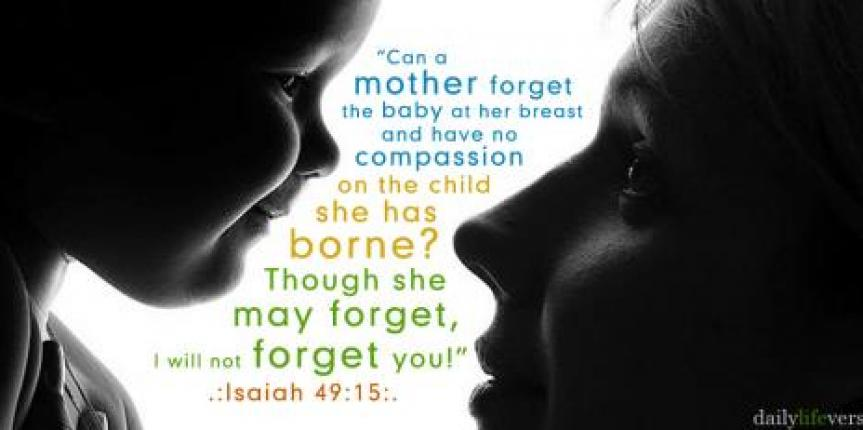 “Can a
mother forget
the baby at her breast
and have no
compassion
on the child
she has
borne?
Though she
may forget,
I will not forget you!”
.:Isaiah 49:15:.
dailylifevers